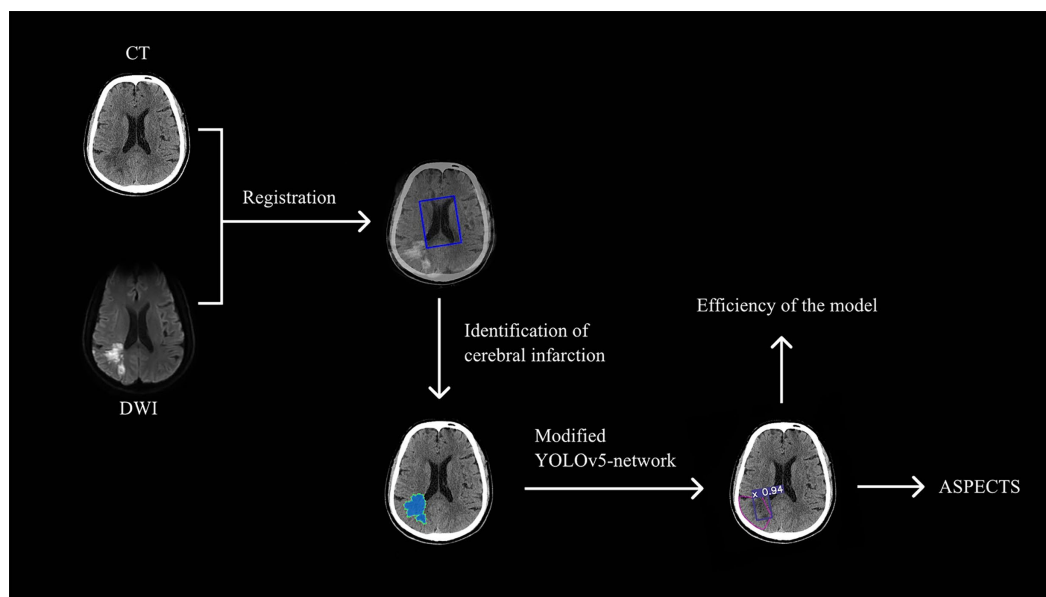 CT
Registration
DWI
Identification of
cerebral infarction
Efficiency of the model
Modified
YOLOv5-network
x 0.94
ASPECTS